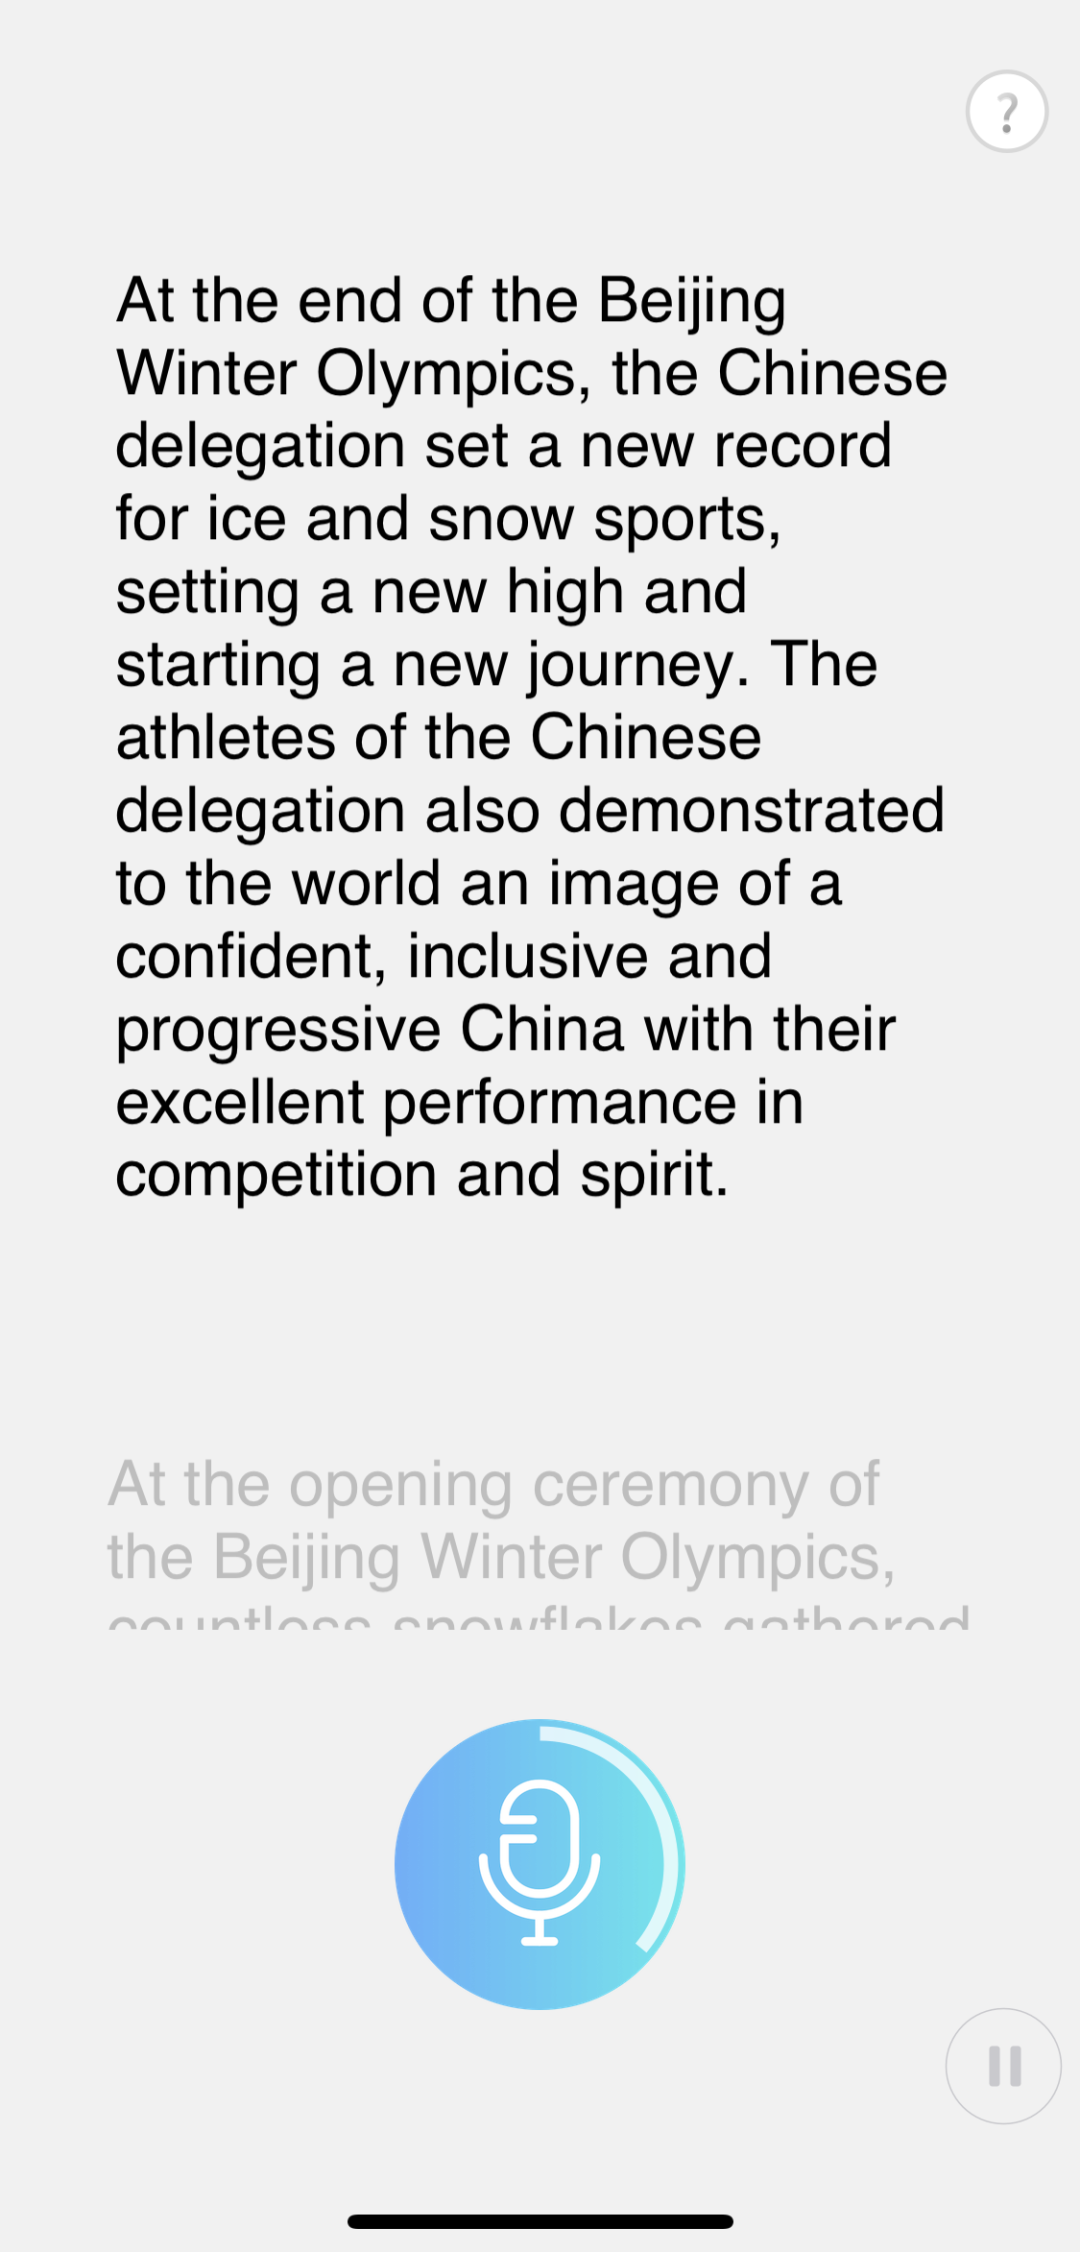 ?
At the end of the Beijing
Winter Olympics, the Chinese
delegation set a new record
for ice and snow sports,
setting a new high and
starting a new journey. The
athletes of the Chinese
delegation also demonstrated
to the world an image of a
confident, inclusive and
progressive China with their
excellent performance in
competition and spirit.
At the opening ceremony of
the Beijing Winter Olympics,
countless snowflakes gathered